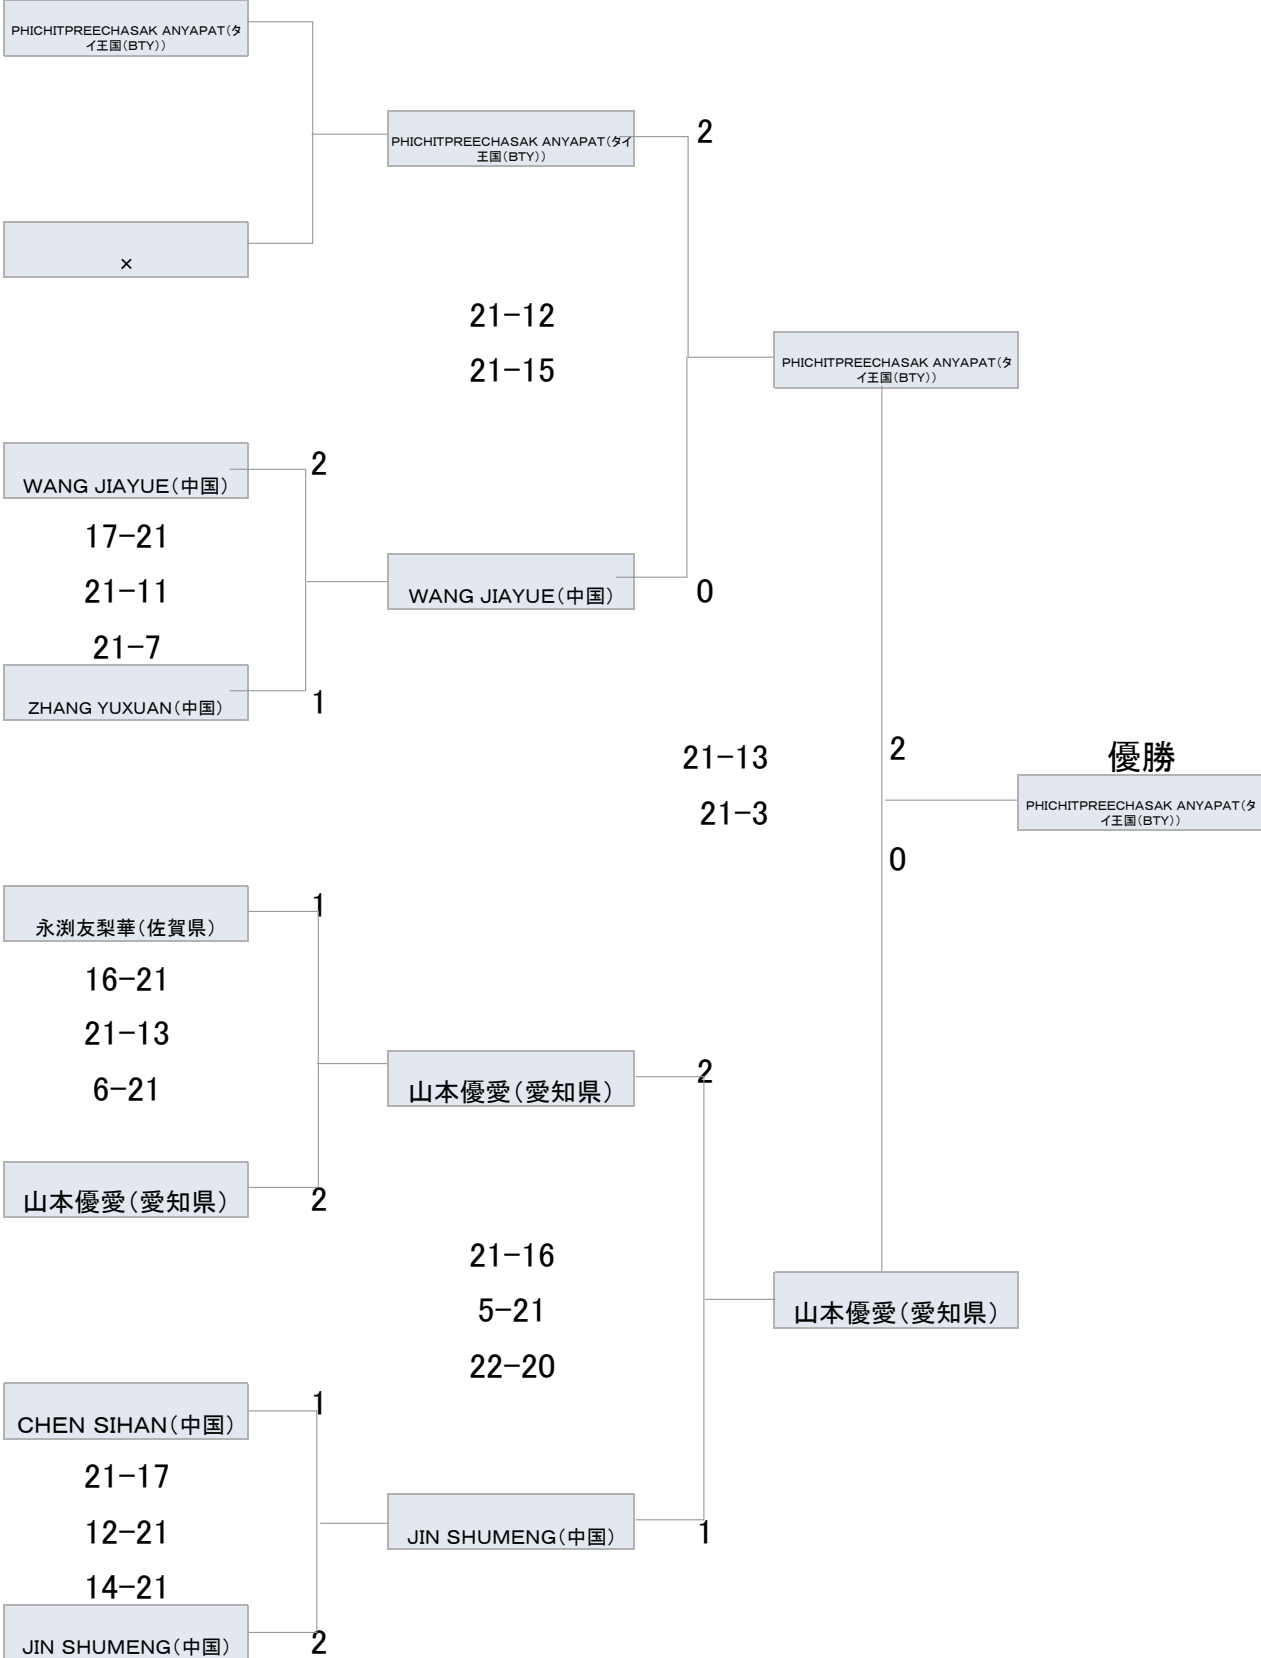 PHICHITPREECHASAK ANYAPAT(タ
イ王国(BTY))
PHICHITPREECHASAK ANYAPAT(タイ
王国(BTY))
2
×
21-12
21-15
PHICHITPREECHASAK ANYAPAT(タ
イ王国(BTY))
WANG JIAYUE(中国)
2
17-21
21-11
21-7
WANG JIAYUE(中国)
0
ZHANG YUXUAN(中国)
1
21-13
21-3
2
0
優勝
PHICHITPREECHASAK ANYAPAT(タ
イ王国(BTY))
永渕友梨華(佐賀県)
1
16-21
21-13
6-21
山本優愛(愛知県)
2
山本優愛(愛知県)
2
21-16
5-21
22-20
山本優愛(愛知県)
CHEN SIHAN(中国)
1
21-17
12-21
14-21
JIN SHUMENG(中国)
1
JIN SHUMENG(中国)
2